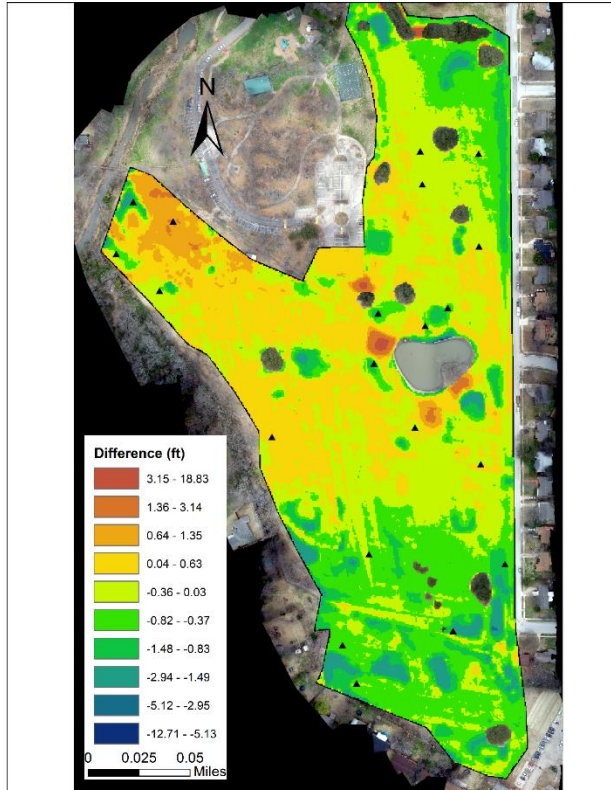 N
Difference (ft)
3.15 - 18.83
1.36 - 3.14
0.64 - 1.35
0.04 - 0.63
-0.36 - 0.03
-0.82 - -0.37
-1.48 - -0.83
-2.94 - -1.49
-5.12 - -2.95
-12.71 - -5.13
0 0.025 0.05
Miles